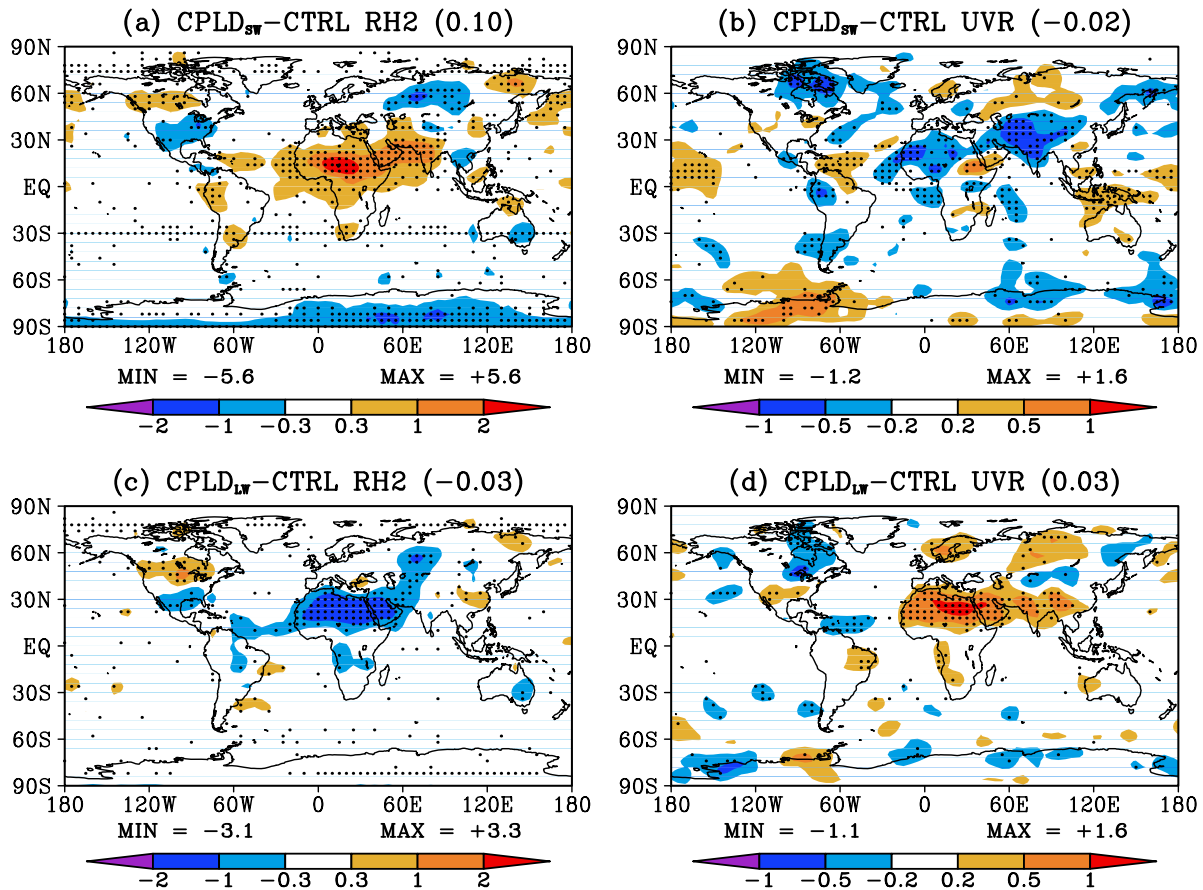 (a) CPLDSW−CTRL RH2 (0.10)
90N
60N
30N
EQ
30S
60S
90S
180 120W 60W 0 60E 120E 180
MIN = −5.6 MAX = +5.6
−2 −1 −0.3 0.3 1 2
(b) CPLDSW−CTRL UVR (−0.02)
90N
60N
30N
EQ
30S
60S
90S
180 120W 60W 0 60E 120E 180
MIN = −1.2 MAX = +1.6
−1 −0.5 −0.2 0.2 0.5 1
(c) CPLDLW−CTRL RH2 (−0.03)
90N
60N
30N
EQ
30S
60S
90S
180 120W 60W 0 60E 120E 180
MIN = −3.1 MAX = +3.3
−2 −1 −0.3 0.3 1 2
(d) CPLDLW−CTRL UVR (0.03)
90N
60N
30N
EQ
30S
60S
90S
180 120W 60W 0 60E 120E 180
MIN = −1.1 MAX = +1.6
−1 −0.5 −0.2 0.2 0.5 1